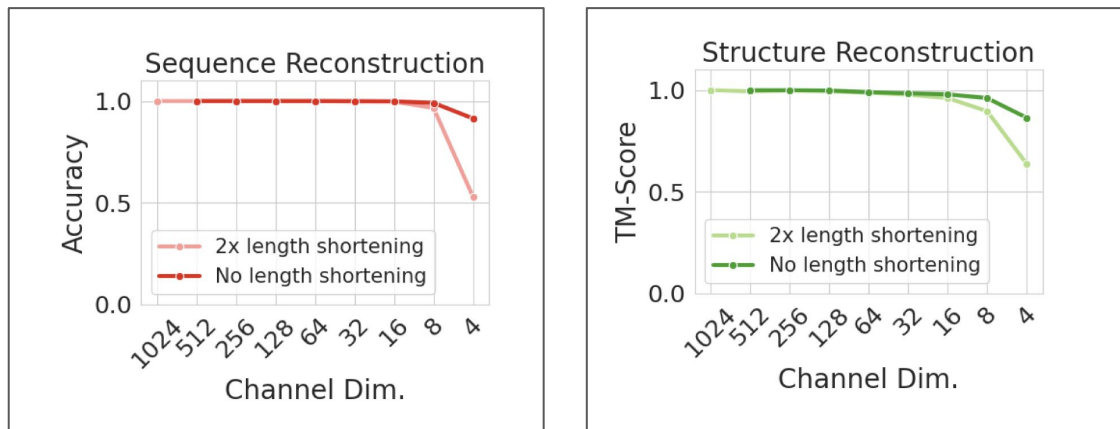 Sequence Reconstruction
Accuracy
1.0
0.5
0.0
2x length shortening
No length shortening
1024
512
256
128
64
32
16
8
4
Channel Dim.
Structure Reconstruction
TM-Score
1.0
0.5
0.0
2x length shortening
No length shortening
1024
512
256
128
64
32
16
8
4
Channel Dim.